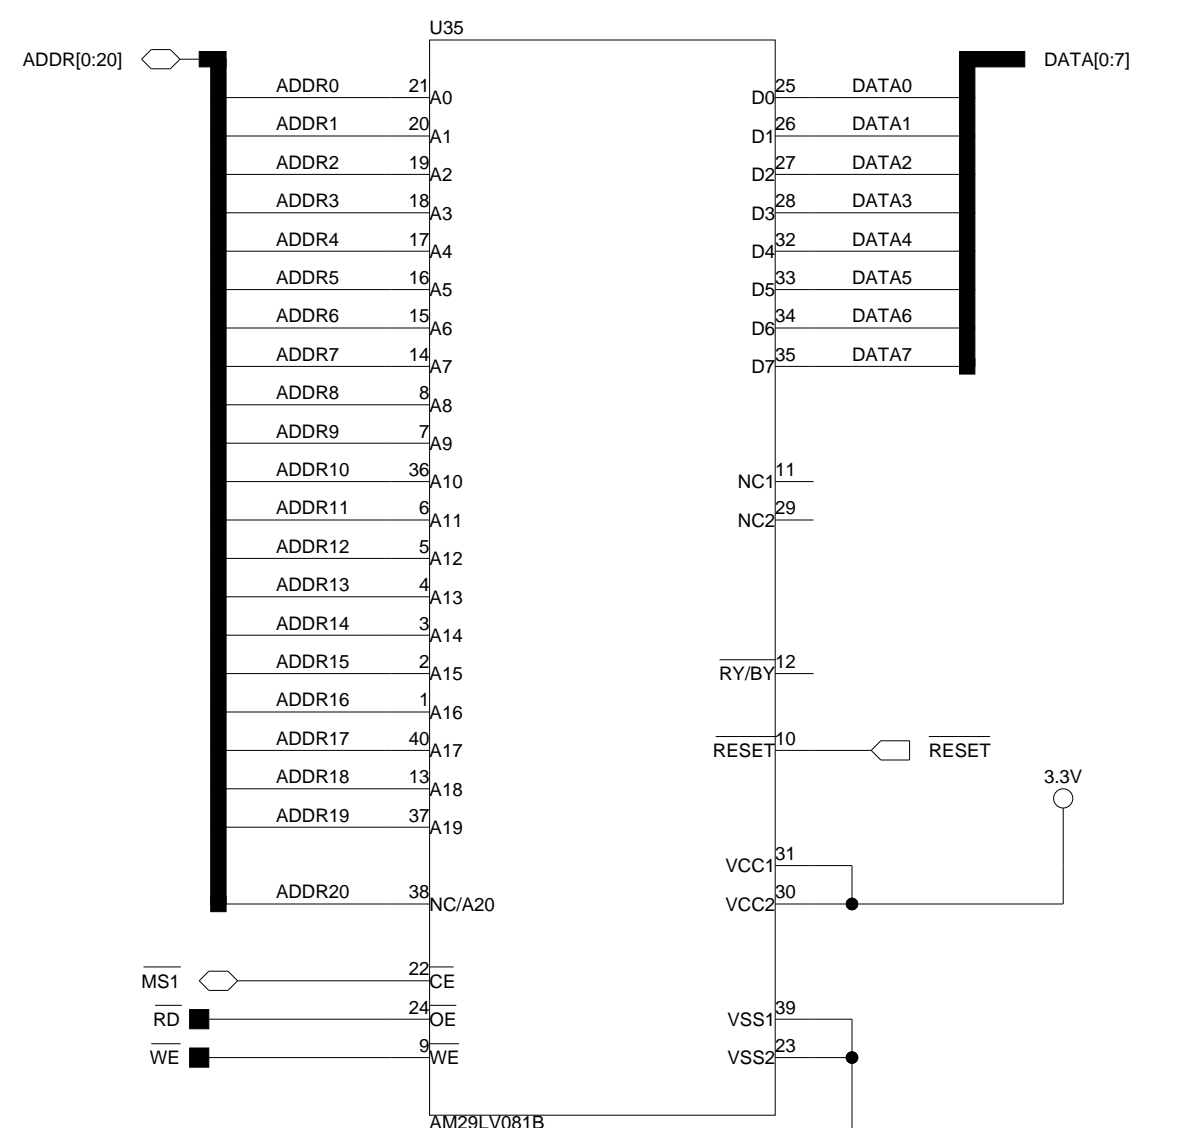 U35
ADDR[0:20] DATA[0:7]
ADDR0 21 A0 D0 25 DATA0
ADDR1 20 A1 D1 26 DATA1
ADDR2 19 A2 D2 27 DATA2
ADDR3 18 A3 D3 28 DATA3
ADDR4 17 A4 D4 32 DATA4
ADDR5 16 A5 D5 33 DATA5
ADDR6 15 A6 D6 34 DATA6
ADDR7 14 A7 D7 35 DATA7
ADDR8 8 A8
ADDR9 7 A9
ADDR10 36 A10 NC1 11
ADDR11 6 A11 NC2 29
ADDR12 5 A12
ADDR13 4 A13
ADDR14 3 A14
ADDR15 2 A15 RY/BY 12
ADDR16 1 A16
ADDR17 40 A17 RESET 10 RESET
ADDR18 13 A18 3.3V
ADDR19 37 A19
VCC1 31
ADDR20 38 NC/A20 VCC2 30
MS1 22 CE
RD 24 OE VSS1 39
WE 9 WE VSS2 23
AM29LV081B